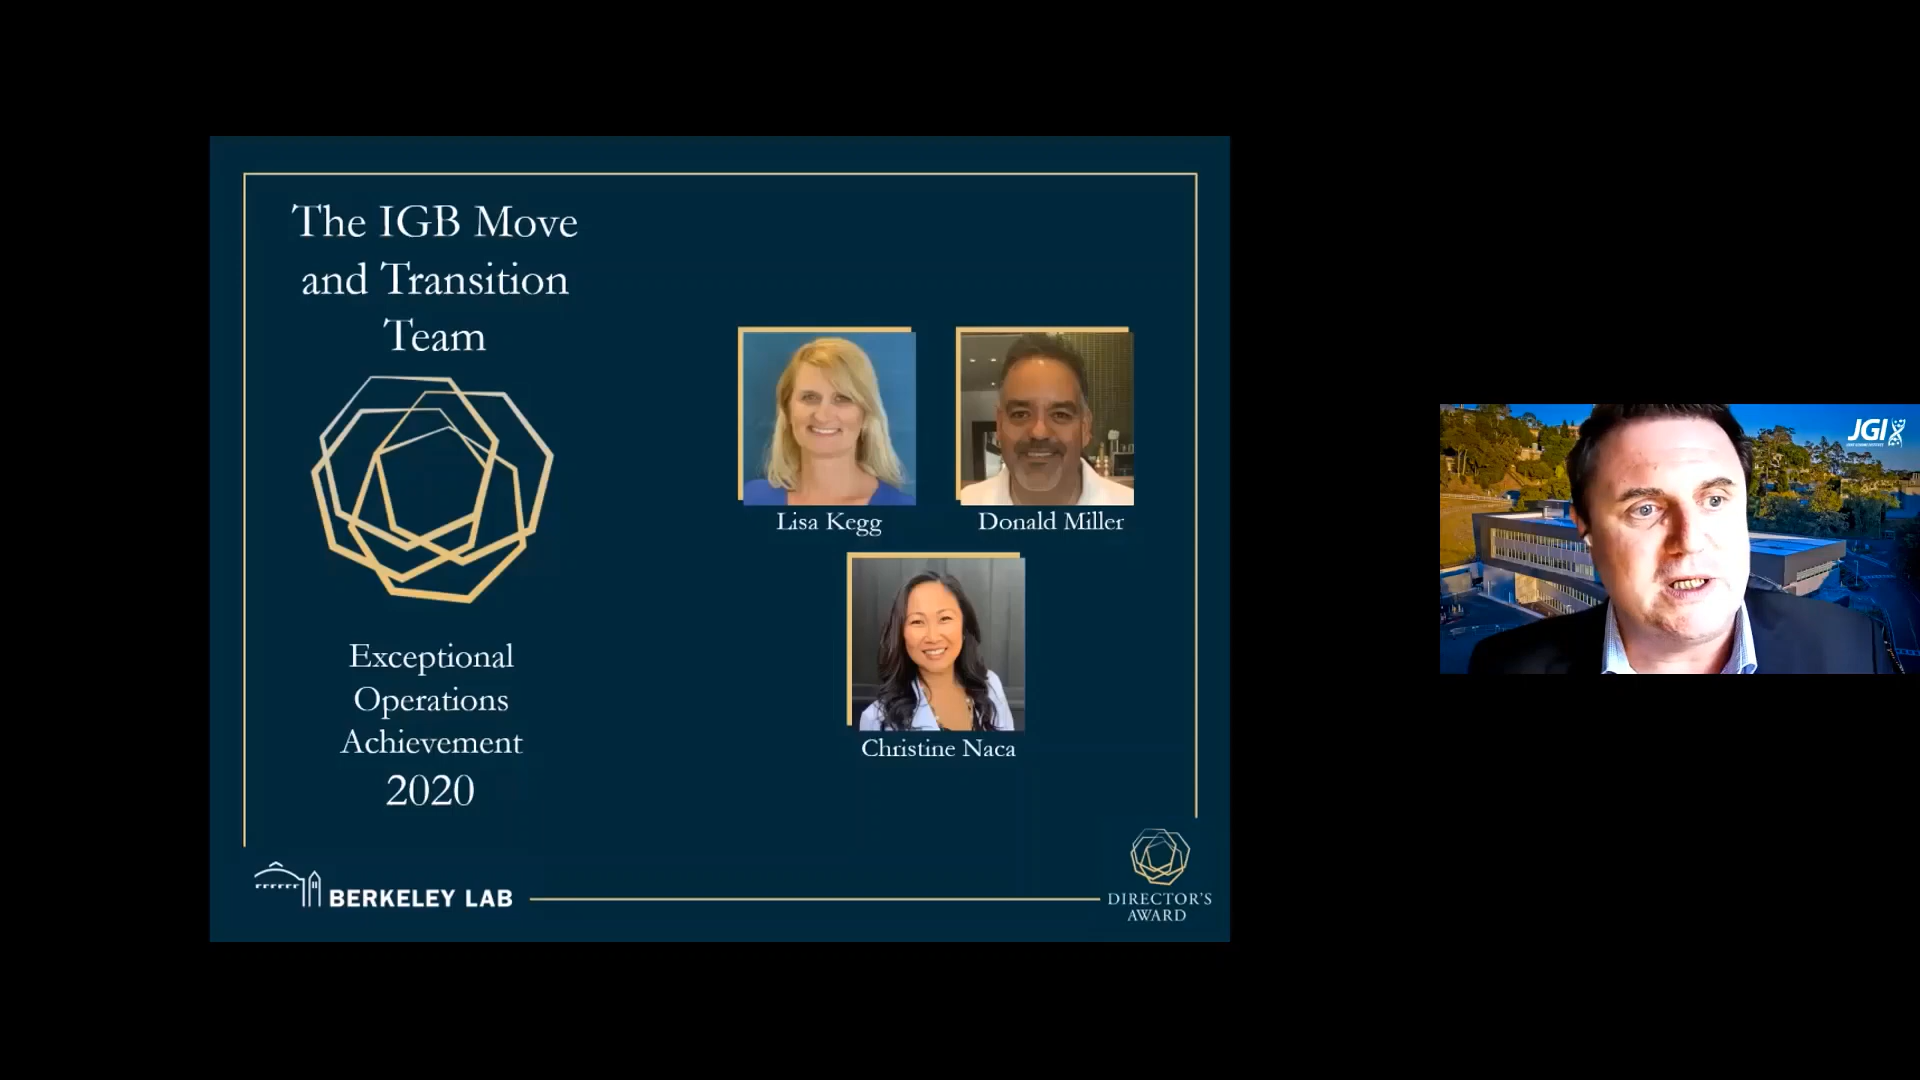 The IGB Move
and Transition
Team
Lisa Kegg
Donald Miller
Christine Naca
Exceptional
Operations
Achievement
2020
BERKELEY LAB
DIRECTOR'S
AWARD
JGI